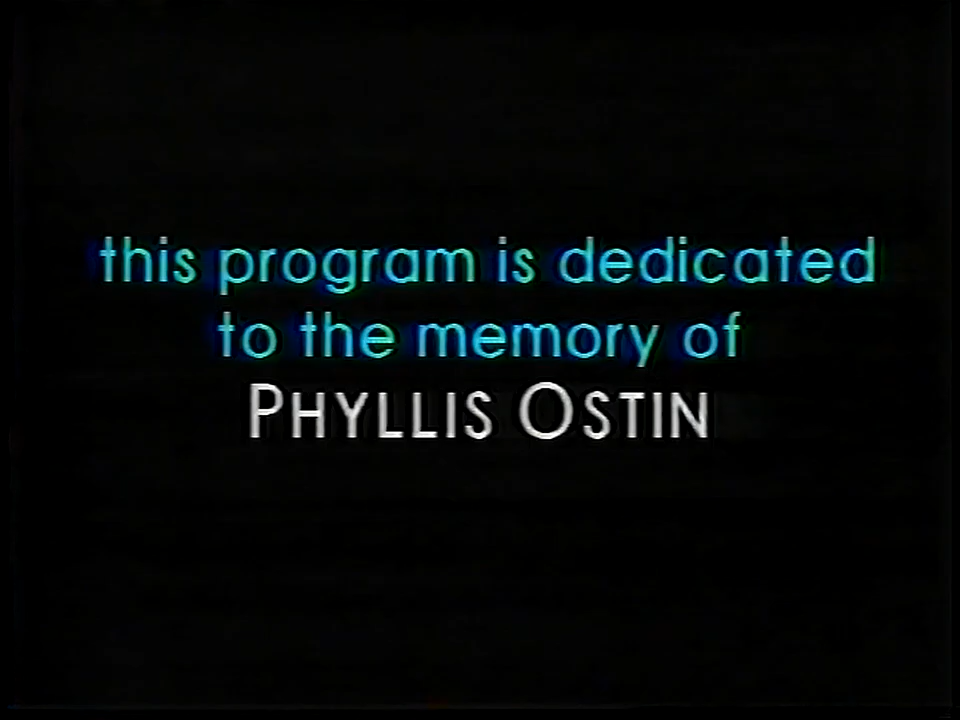 this program is dedicated
to the memory of
PHYLLIS OSTIN